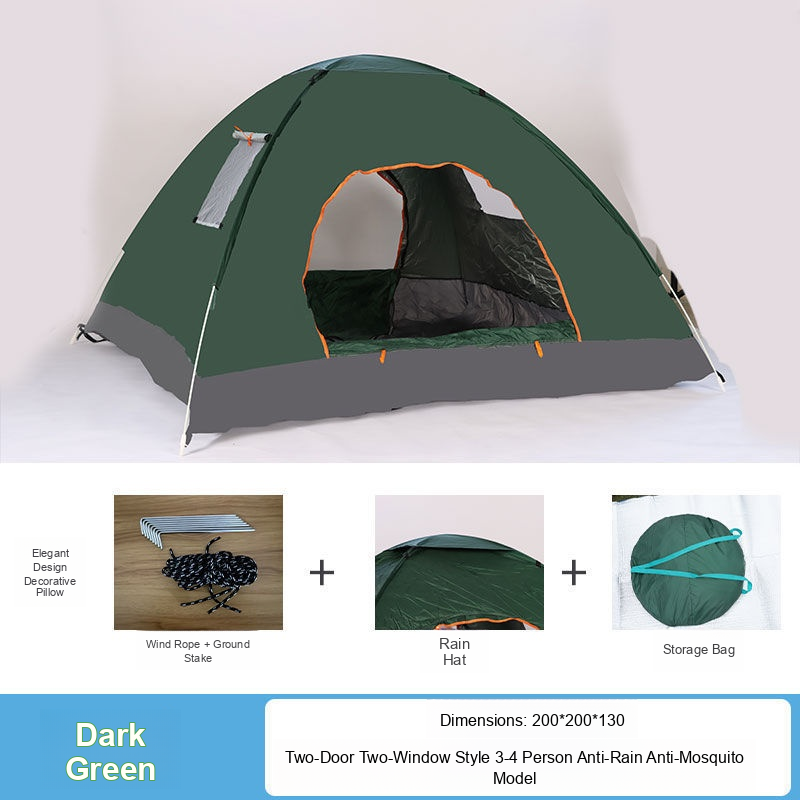 Elegant
Design
Decorative
Pillow
Wind Rope + Ground
Stake
Rain
Hat
Storage Bag
Dark
Green
Dimensions: 200*200*130
Two-Door Two-Window Style 3-4 Person Anti-Rain Anti-Mosquito
Model